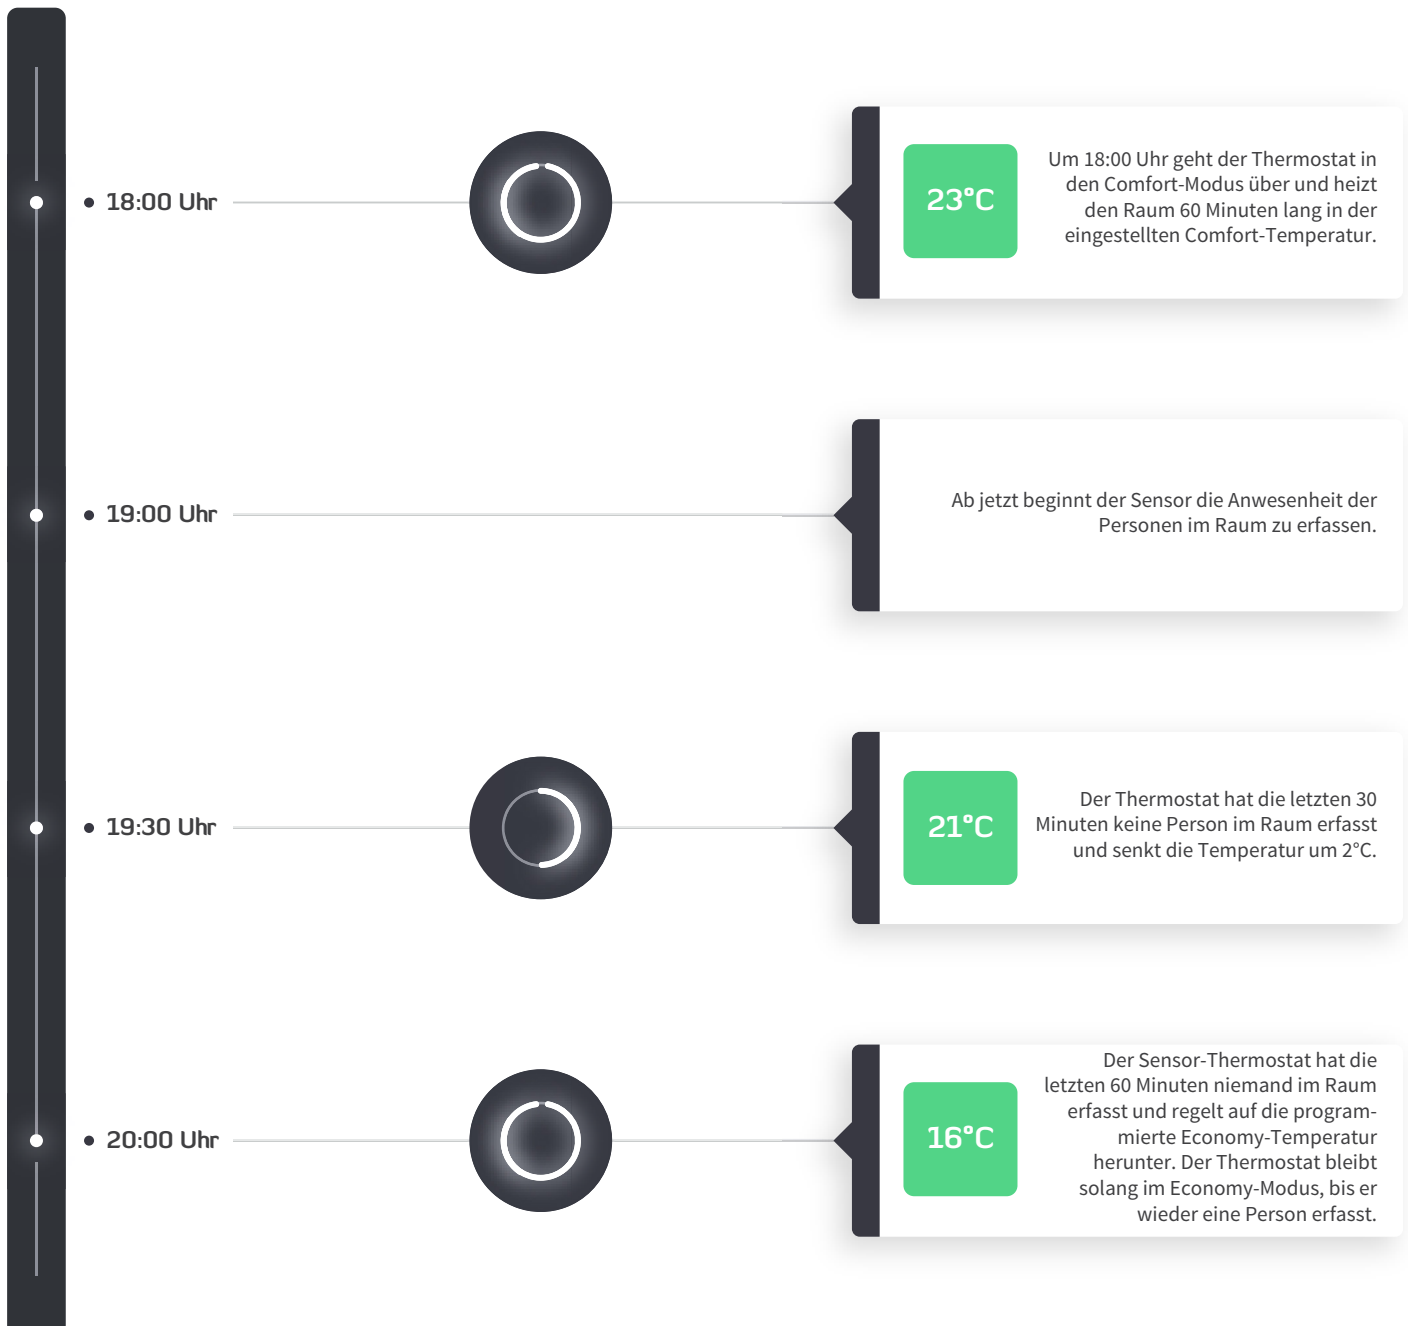 18:00 Uhr
23°C
Um 18:00 Uhr geht der Thermostat in
den Comfort-Modus über und heizt
den Raum 60 Minuten lang in der
eingestellten Comfort-Temperatur.
19:00 Uhr
Ab jetzt beginnt der Sensor die Anwesenheit der
Personen im Raum zu erfassen.
19:30 Uhr
21°C
Der Thermostat hat die letzten 30
Minuten keine Person im Raum erfasst
und senkt die Temperatur um 2°C.
20:00 Uhr
16°C
Der Sensor-Thermostat hat die
letzten 60 Minuten niemand im Raum
erfasst und regelt auf die program-
mierte Economy-Temperatur
herunter. Der Thermostat bleibt
solang im Economy-Modus, bis er
wieder eine Person erfasst.